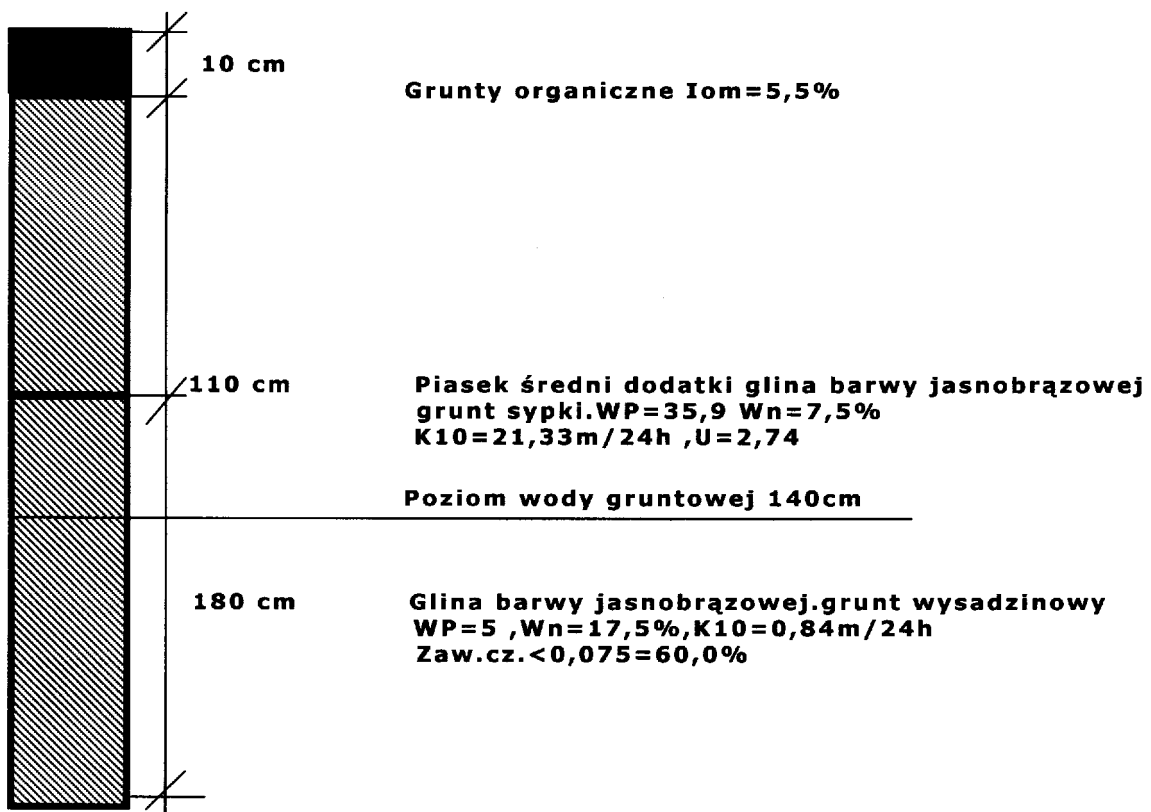 10 cm
Grunty organiczne Iom=5,5%
110 cm
Piasek średni dodatki glina barwy jasnobrązowej
grunt sypki.WP=35,9 Wn=7,5%
K10=21,33m/24h ,U=2,74
Poziom wody gruntowej 140cm
180 cm
Glina barwy jasnobrązowej.grunt wysadzinowy
WP=5 ,Wn=17,5%,K10=0,84m/24h
Zaw.cz.<0,075=60,0%